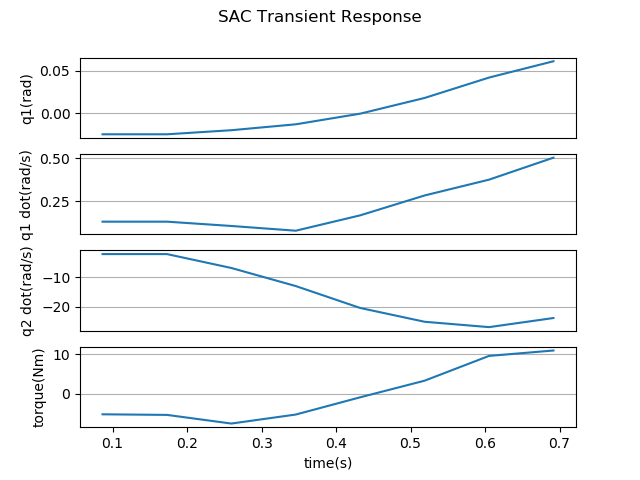 SAC Transient Response
q1(rad)
0.05
0.00
q1 dot(rad/s)
0.50
0.25
q2 dot(rad/s)
−10
−20
torque(Nm)
10
0
0.1 0.2 0.3 0.4 0.5 0.6 0.7
time(s)